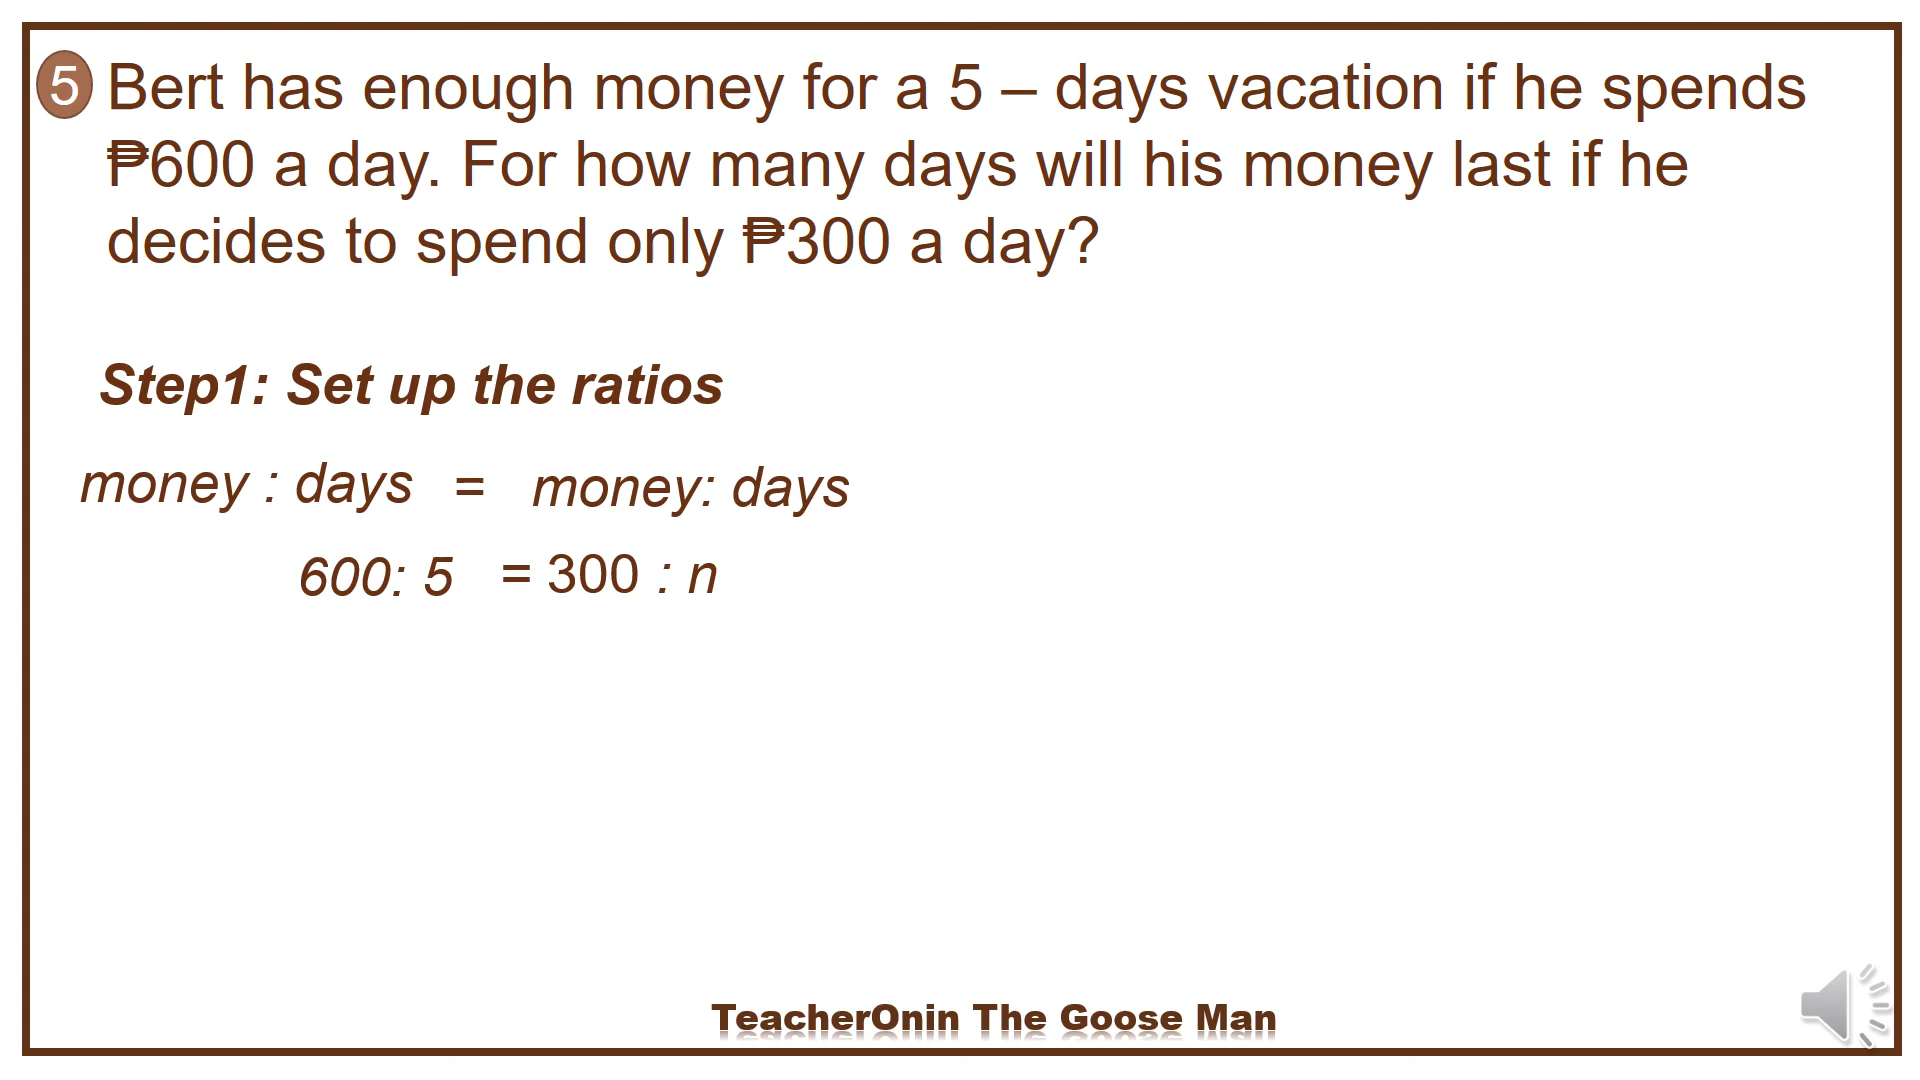 5 Bert has enough money for a 5 – days vacation if he spends
₱600 a day. For how many days will his money last if he
decides to spend only ₱300 a day?
Step1: Set up the ratios
money : days = money: days
600: 5 = 300 : n
TeacherOnin The Goose Man